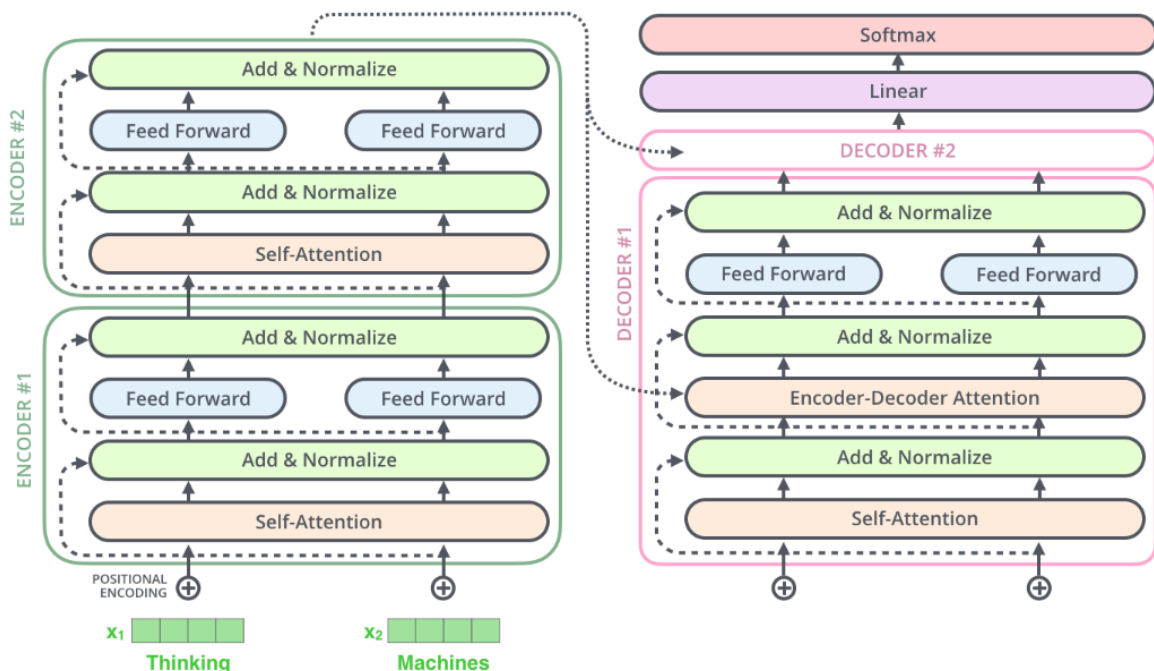 ENCODER #2
Add & Normalize
Feed Forward Feed Forward
Add & Normalize
Self-Attention
ENCODER #1
Add & Normalize
Feed Forward Feed Forward
Add & Normalize
Self-Attention
POSITIONAL
ENCODING
x₁ x₂
Thinking Machines
Softmax
Linear
DECODER #2
DECODER #1
Add & Normalize
Feed Forward Feed Forward
Add & Normalize
Encoder-Decoder Attention
Add & Normalize
Self-Attention